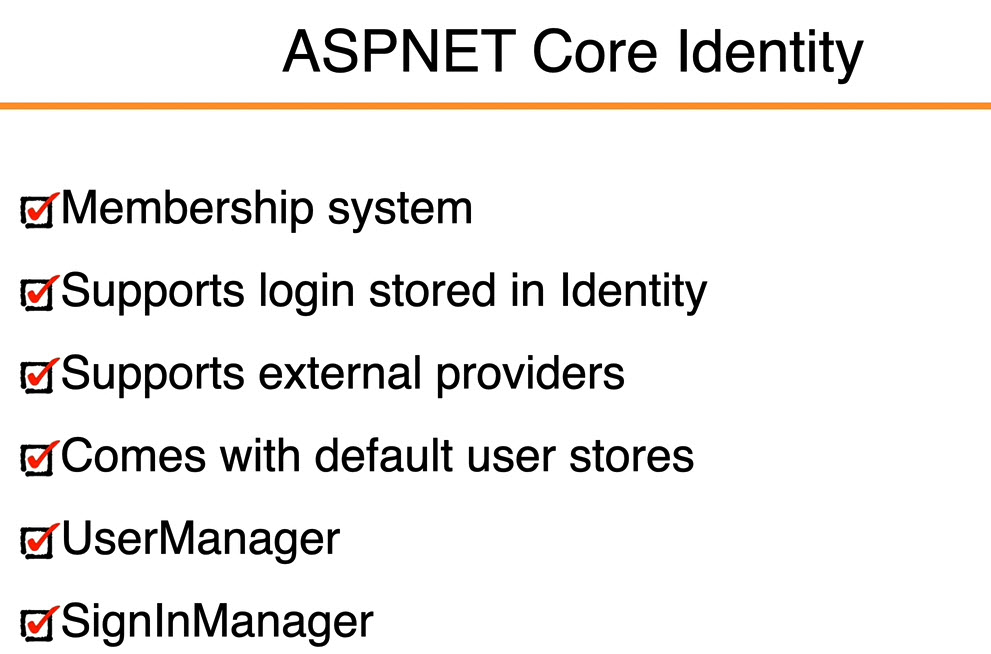 ASPNET Core Identity
Membership system
Supports login stored in Identity
Supports external providers
Comes with default user stores
UserManager
SignInManager